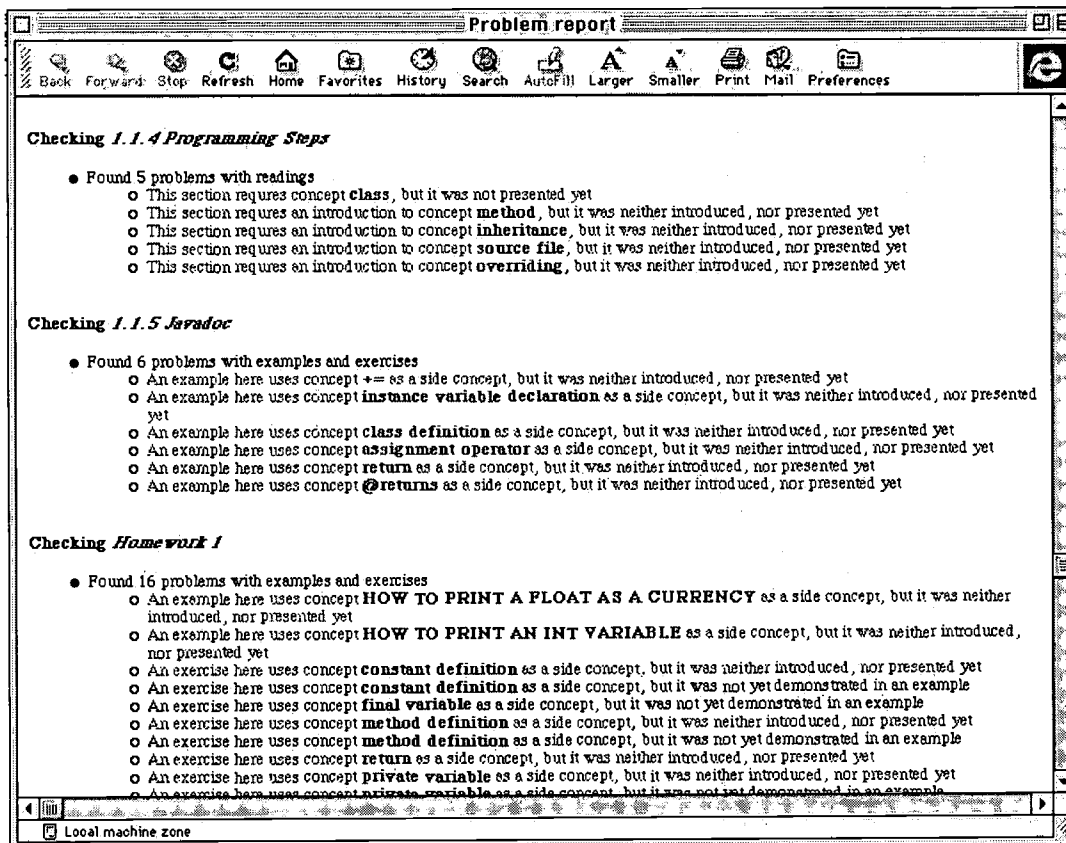 Problem report
Back Forward Stop Refresh Home Favorites History Search AutoFill Larger Smaller Print Mail Preferences
Checking 1.1.4 Programming Steps
Found 5 problems with readings
This section requres concept class, but it was not presented yet
This section requres an introduction to concept method, but it was neither introduced, nor presented yet
This section requres an introduction to concept inheritance, but it was neither introduced, nor presented yet
This section requres an introduction to concept source file, but it was neither introduced, nor presented yet
This section requres an introduction to concept overriding, but it was neither introduced, nor presented yet
Checking 1.1.5 Javadoc
Found 6 problems with examples and exercises
An example here uses concept += as a side concept, but it was neither introduced, nor presented yet
An example here uses concept instance variable declaration as a side concept, but it was neither introduced, nor presented
yet
An example here uses concept class definition as a side concept, but it was neither introduced, nor presented yet
An example here uses concept assignment operator as a side concept, but it was neither introduced, nor presented yet
An example here uses concept return as a side concept, but it was neither introduced, nor presented yet
An example here uses concept @returns as a side concept, but it was neither introduced, nor presented yet
Checking Homework 1
Found 16 problems with examples and exercises
An example here uses concept HOW TO PRINT A FLOAT AS A CURRENCY as a side concept, but it was neither
introduced, nor presented yet
An example here uses concept HOW TO PRINT AN INT VARIABLE as a side concept, but it was neither introduced,
nor presented yet
An exercise here uses concept constant definition as a side concept, but it was neither introduced, nor presented yet
An exercise here uses concept constant definition as a side concept, but it was not yet demonstrated in an example
An exercise here uses concept final variable as a side concept, but it was not yet demonstrated in an example
An exercise here uses concept method definition as a side concept, but it was neither introduced, nor presented yet
An exercise here uses concept method definition as a side concept, but it was not yet demonstrated in an example
An exercise here uses concept return as a side concept, but it was neither introduced, nor presented yet
An exercise here uses concept private variable as a side concept, but it was neither introduced, nor presented yet
An exercise here uses concept private variable as a side concept, but it was not yet demonstrated in an example
Local machine zone